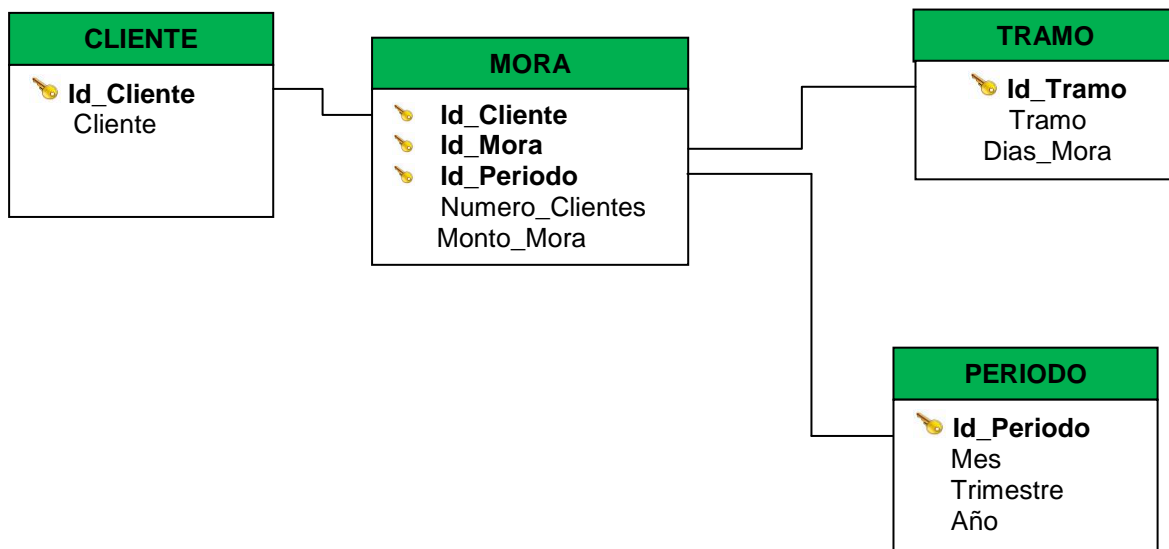 CLIENTE
Id_Cliente
Cliente
MORA
Id_Cliente
Id_Mora
Id_Periodo
Numero_Clientes
Monto_Mora
TRAMO
Id_Tramo
Tramo
Dias_Mora
PERIODO
Id_Periodo
Mes
Trimestre
Año